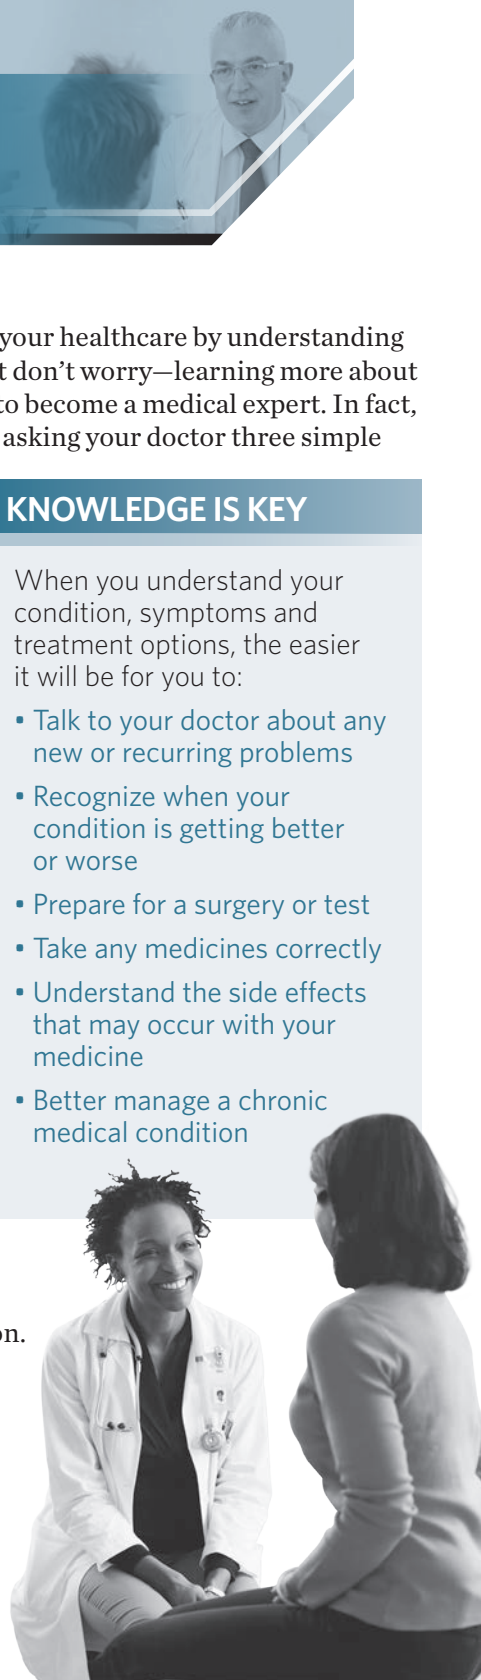 your healthcare by understanding
t don’t worry—learning more about
to become a medical expert. In fact,
asking your doctor three simple
KNOWLEDGE IS KEY
When you understand your
condition, symptoms and
treatment options, the easier
it will be for you to:
• Talk to your doctor about any
new or recurring problems
• Recognize when your
condition is getting better
or worse
• Prepare for a surgery or test
• Take any medicines correctly
• Understand the side effects
that may occur with your
medicine
• Better manage a chronic
medical condition
on.